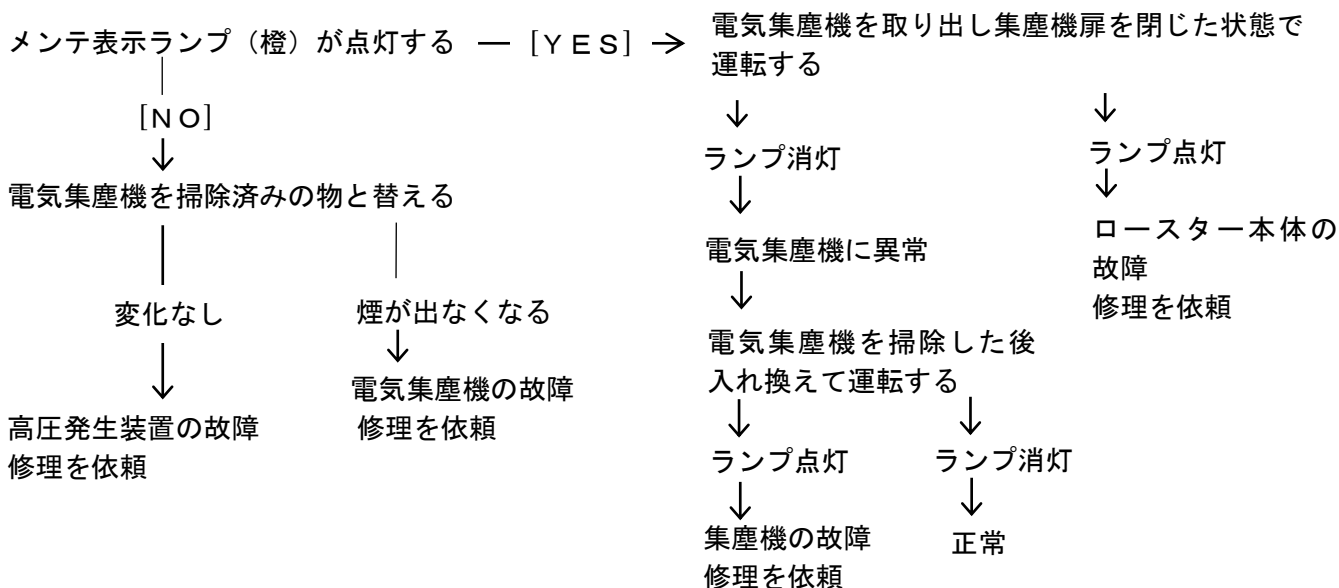 メンテ表示ランプ（橙）が点灯する ― [ＹＥＳ] →
電気集塵機を取り出し集塵機扉を閉じた状態で
運転する
[ＮＯ]
↓
電気集塵機を掃除済みの物と替える
変化なし
↓
高圧発生装置の故障
修理を依頼
煙が出なくなる
↓
電気集塵機の故障
修理を依頼
↓
ランプ消灯
↓
電気集塵機に異常
↓
電気集塵機を掃除した後
入れ換えて運転する
↓
ランプ点灯
↓
集塵機の故障
修理を依頼
↓
ランプ消灯
↓
正常
↓
ランプ点灯
↓
ロースター本体の
故障
修理を依頼